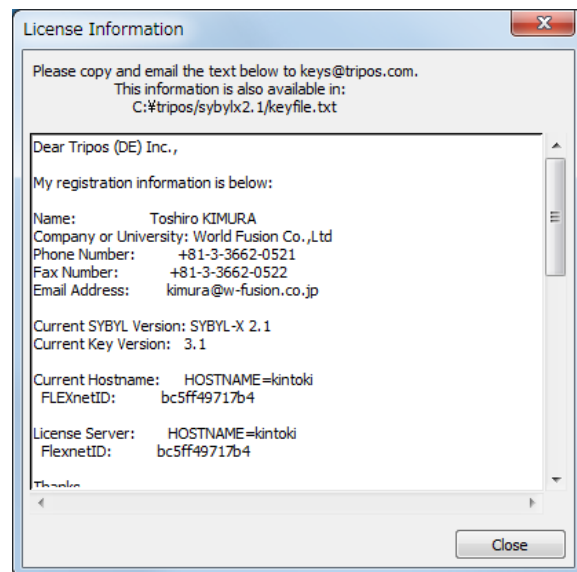 License Information
Please copy and email the text below to keys@tripos.com.
This information is also available in:
C:¥tripos/sybylx2.1/keyfile.txt
Dear Tripos (DE) Inc.,
My registration information is below:
Name: Toshiro KIMURA
Company or University: World Fusion Co.,Ltd
Phone Number: +81-3-3662-0521
Fax Number: +81-3-3662-0522
Email Address: kimura@w-fusion.co.jp
Current SYBYL Version: SYBYL-X 2.1
Current Key Version: 3.1
Current Hostname: HOSTNAME=kintoki
FLEXnetID: bc5ff49717b4
License Server: HOSTNAME=kintoki
FlexnetID: bc5ff49717b4
Thanks
Close